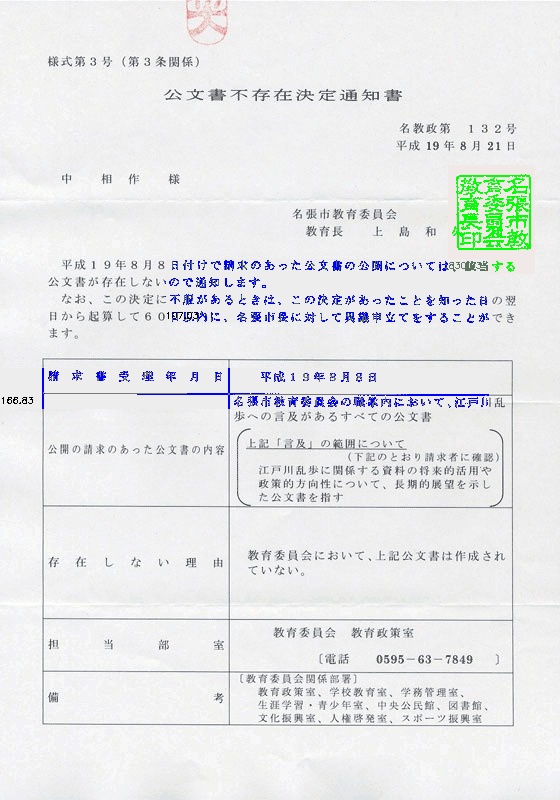 様式第3号（第3条関係）
公文書不存在決定通知書
名教政第　132号
平成19年8月21日
中　相作　様
名張市教育委員会
教育長　上島和
名張市教
育委員会
教育長印
平成19年8月8日付けで請求のあった公文書の公開については、該当する
公文書が存在しないので通知します。
なお、この決定に不服があるときは、この決定があったことを知った日の翌
日から起算して60日以内に、名張市長に対して異議申立てをすることができ
ます。
請求書受理年月日　平成19年8月8日
166.83
名張市教育委員会の職掌内において、江戸川乱
歩への言及があるすべての公文書
公開の請求のあった公文書の内容
上記「言及」の範囲について
（下記のとおり請求者に確認）
江戸川乱歩に関係する資料の将来的活用や
政策的方向性について、長期的展望を示し
た公文書を指す
存在しない理由
教育委員会において、上記公文書は作成され
ていない。
担当部室
教育委員会　教育政策室
〔電話　0595-63-7849　〕
備考
〔教育委員会関係部署〕
教育政策室、学校教育室、学務管理室、
生涯学習・青少年室、中央公民館、図書館、
文化振興室、人権啓発室、スポーツ振興室